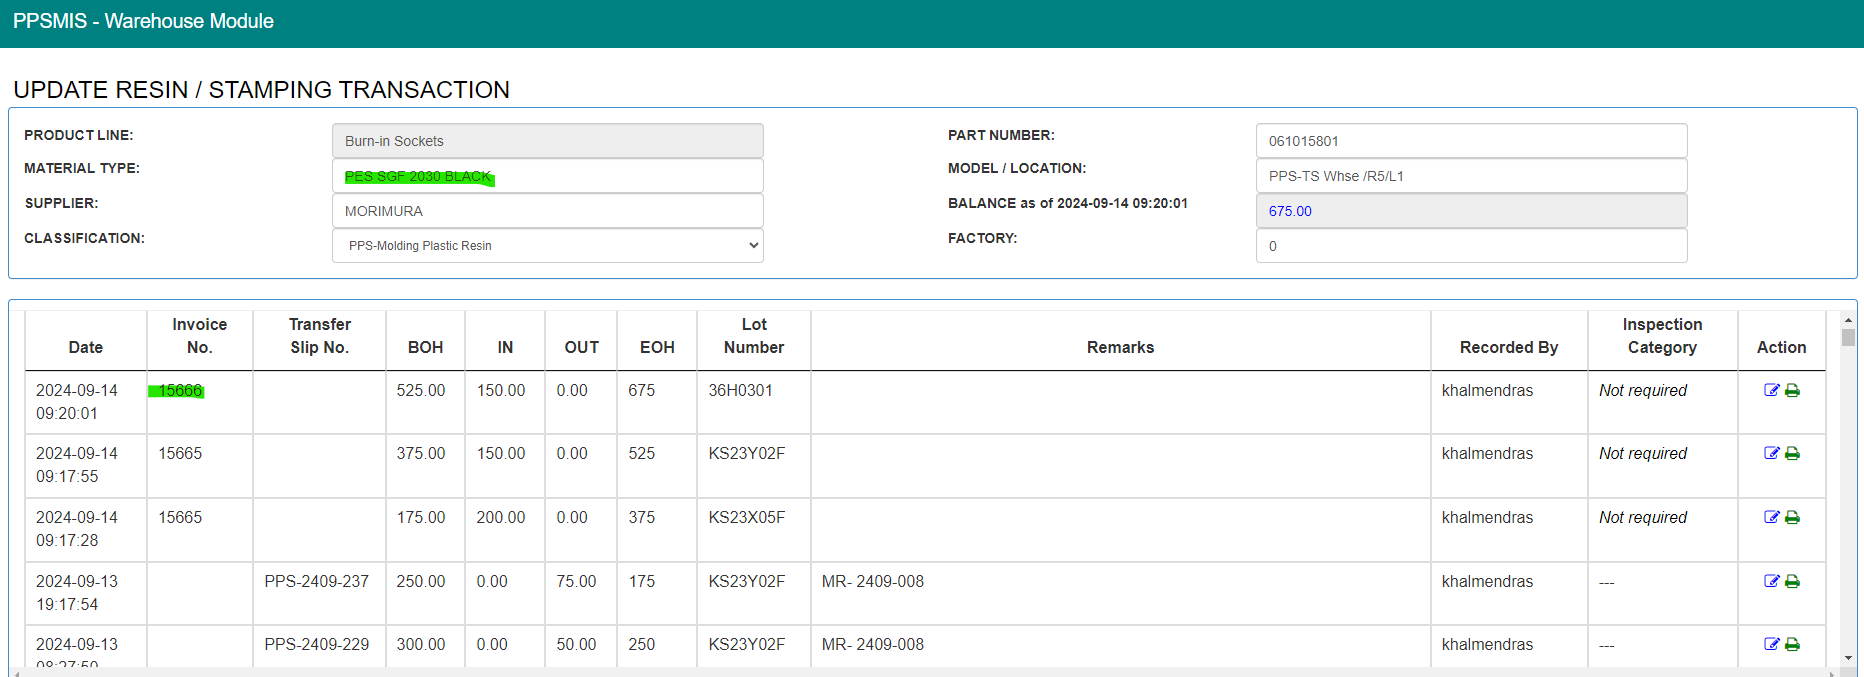 PPSMIS - Warehouse Module
UPDATE RESIN / STAMPING TRANSACTION
PRODUCT LINE: Burn-in Sockets PART NUMBER: 061015801
MATERIAL TYPE: PES SGF 2030 BLACK MODEL / LOCATION: PPS-TS Whse /R5/L1
SUPPLIER: MORIMURA BALANCE as of 2024-09-14 09:20:01 675.00
CLASSIFICATION: PPS-Molding Plastic Resin FACTORY: 0
Date Invoice No. Transfer Slip No. BOH IN OUT EOH Lot Number Remarks Recorded By Inspection Category Action
2024-09-14 15666 525.00 150.00 0.00 675 36H0301 khalmendras Not required
09:20:01
2024-09-14 15665 375.00 150.00 0.00 525 KS23Y02F khalmendras Not required
09:17:55
2024-09-14 15665 175.00 200.00 0.00 375 KS23X05F khalmendras Not required
09:17:28
2024-09-13 PPS-2409-237 250.00 0.00 75.00 175 KS23Y02F MR- 2409-008 khalmendras ---
19:17:54
2024-09-13 PPS-2409-229 300.00 0.00 50.00 250 KS23Y02F MR- 2409-008 khalmendras ---
08:27:50